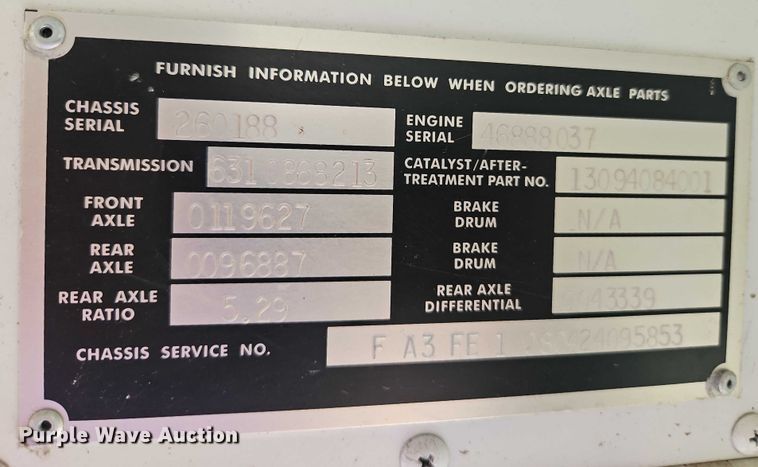 FURNISH INFORMATION BELOW WHEN ORDERING AXLE PARTS
CHASSIS SERIAL 260188
ENGINE SERIAL 46888037
TRANSMISSION 6310868213
CATALYST/AFTER-
TREATMENT PART NO. 13094084001
FRONT AXLE 0119627
BRAKE DRUM N/A
REAR AXLE 0096887
BRAKE DRUM N/A
REAR AXLE RATIO 5.29
REAR AXLE DIFFERENTIAL
CHASSIS SERVICE NO. F A3 FE 1
Purple Wave Auction